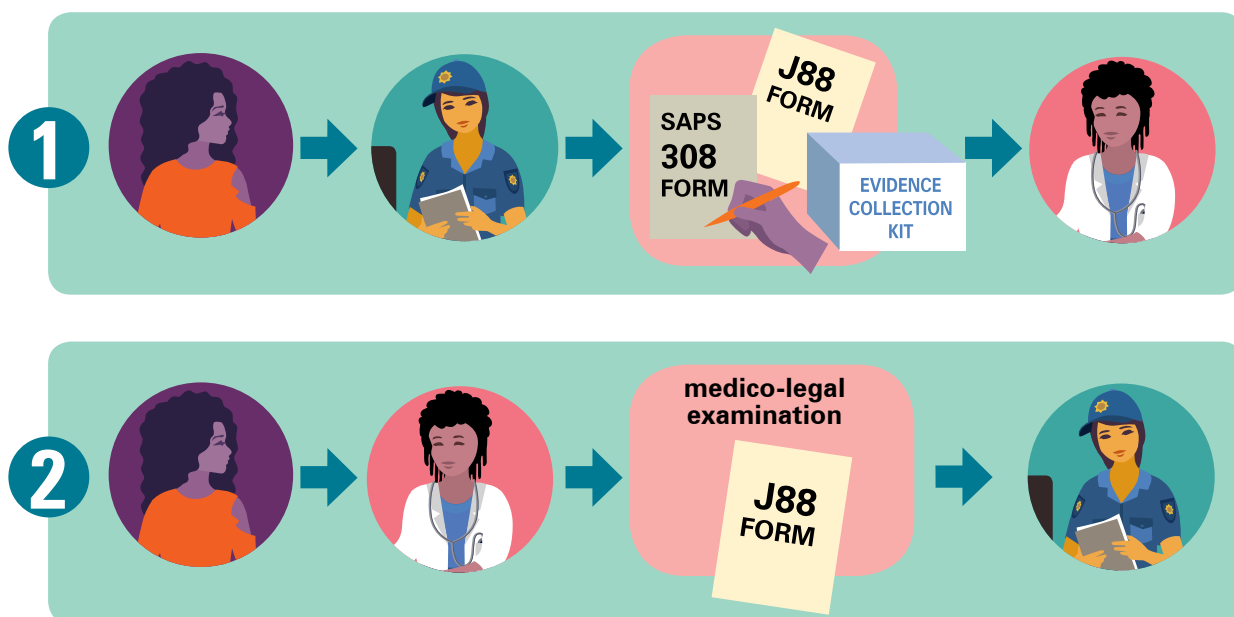 1
SAPS
308
FORM
J88
FORM
EVIDENCE
COLLECTION
KIT
2
medico-legal
examination
J88
FORM